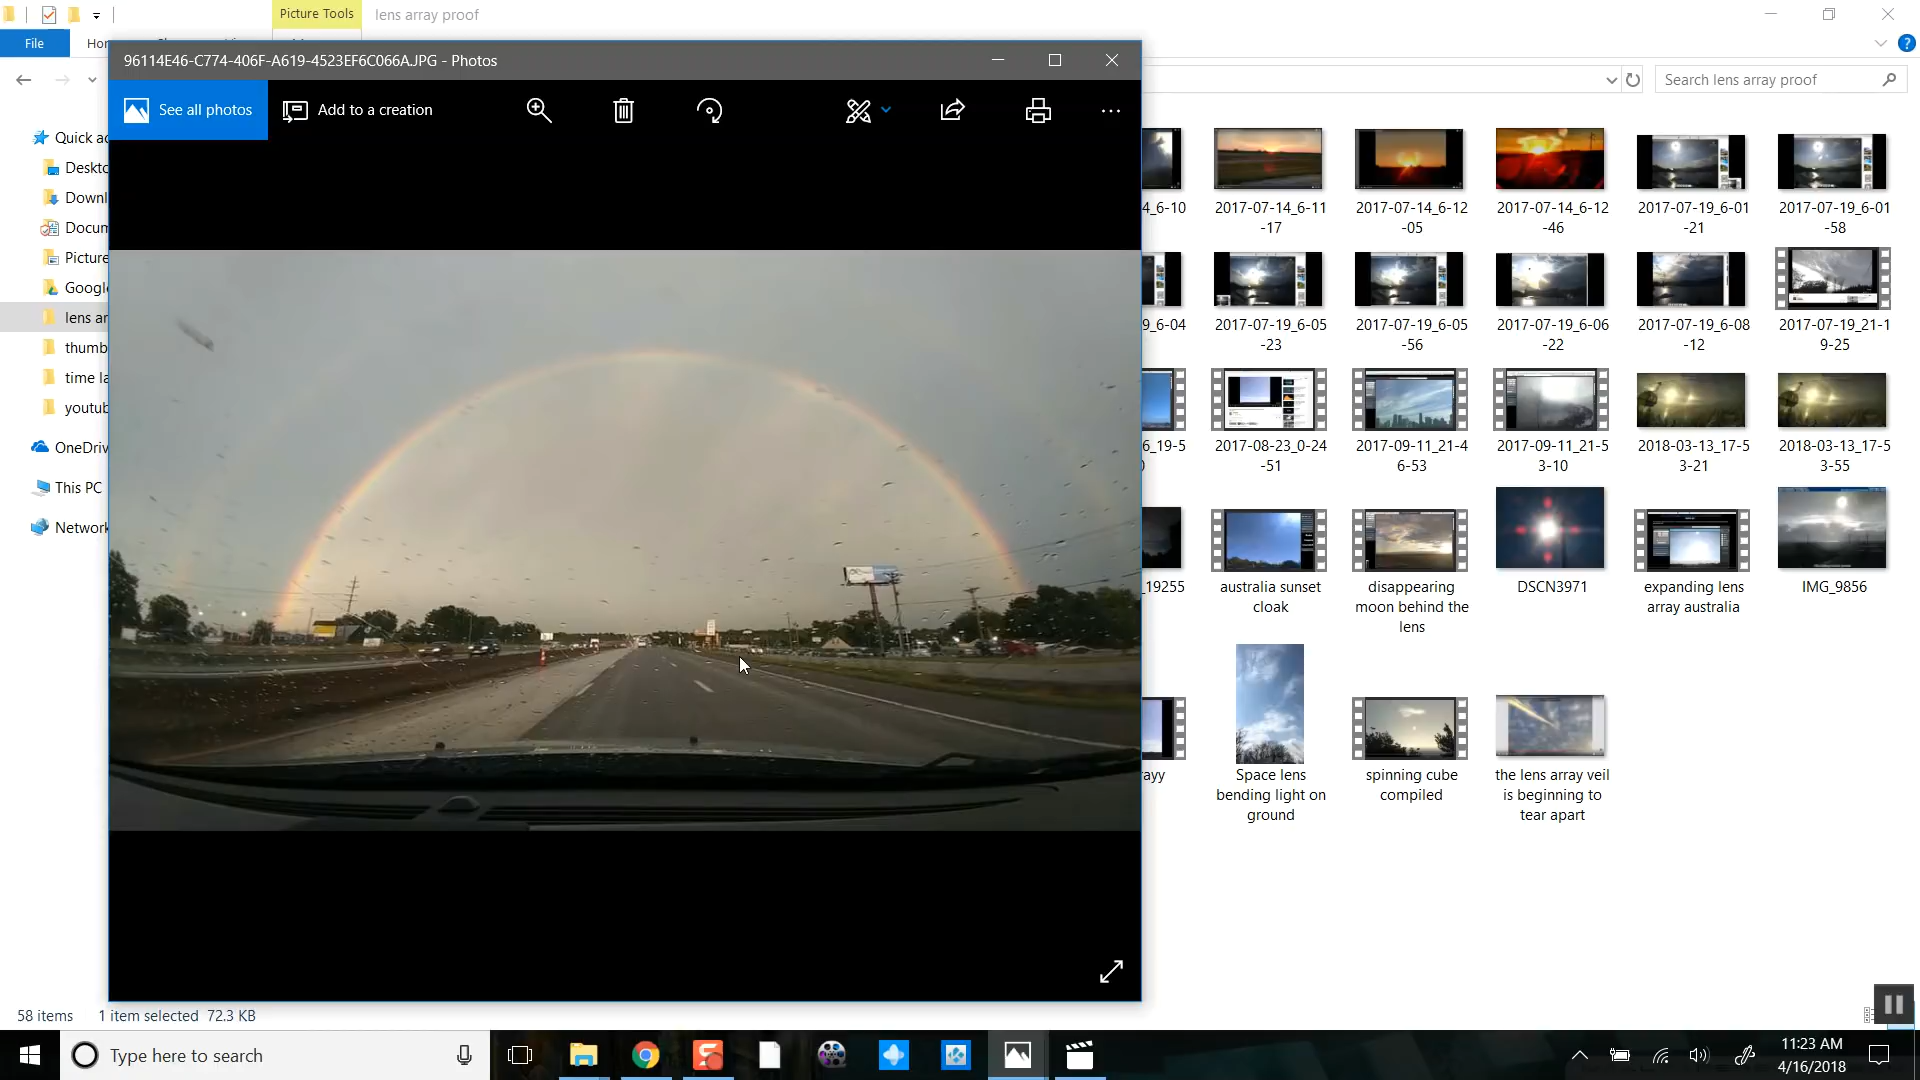 Picture Tools
lens array proof
File
96114E46-C774-406F-A619-4523EF6C066A.JPG - Photos
See all photos
Add to a creation
Search lens array proof
Quick ac
Deskto
Downl
Docum
Picture
Google
lens ar
thumb
time la
youtub
OneDriv
This PC
Network
4_6-10
2017-07-14_6-11
-17
2017-07-14_6-12
-05
2017-07-14_6-12
-46
2017-07-19_6-01
-21
2017-07-19_6-01
-58
9_6-04
2017-07-19_6-05
-23
2017-07-19_6-05
-56
2017-07-19_6-06
-22
2017-07-19_6-08
-12
2017-07-19_21-1
9-25
6_19-5
2017-08-23_0-24
-51
2017-09-11_21-4
6-53
2017-09-11_21-5
3-10
2018-03-13_17-5
3-21
2018-03-13_17-5
3-55
_19255
australia sunset
cloak
disappearing
moon behind the
lens
DSCN3971
expanding lens
array australia
IMG_9856
ayy
Space lens
bending light on
ground
spinning cube
compiled
the lens array veil
is beginning to
tear apart
58 items
1 item selected 72.3 KB
Type here to search
11:23 AM
4/16/2018